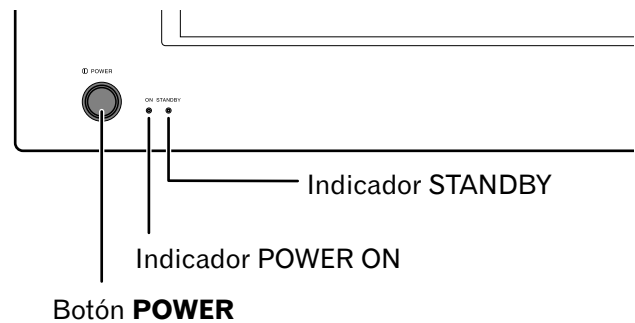 POWER
ON STANDBY
Indicador STANDBY
Indicador POWER ON
Botón POWER